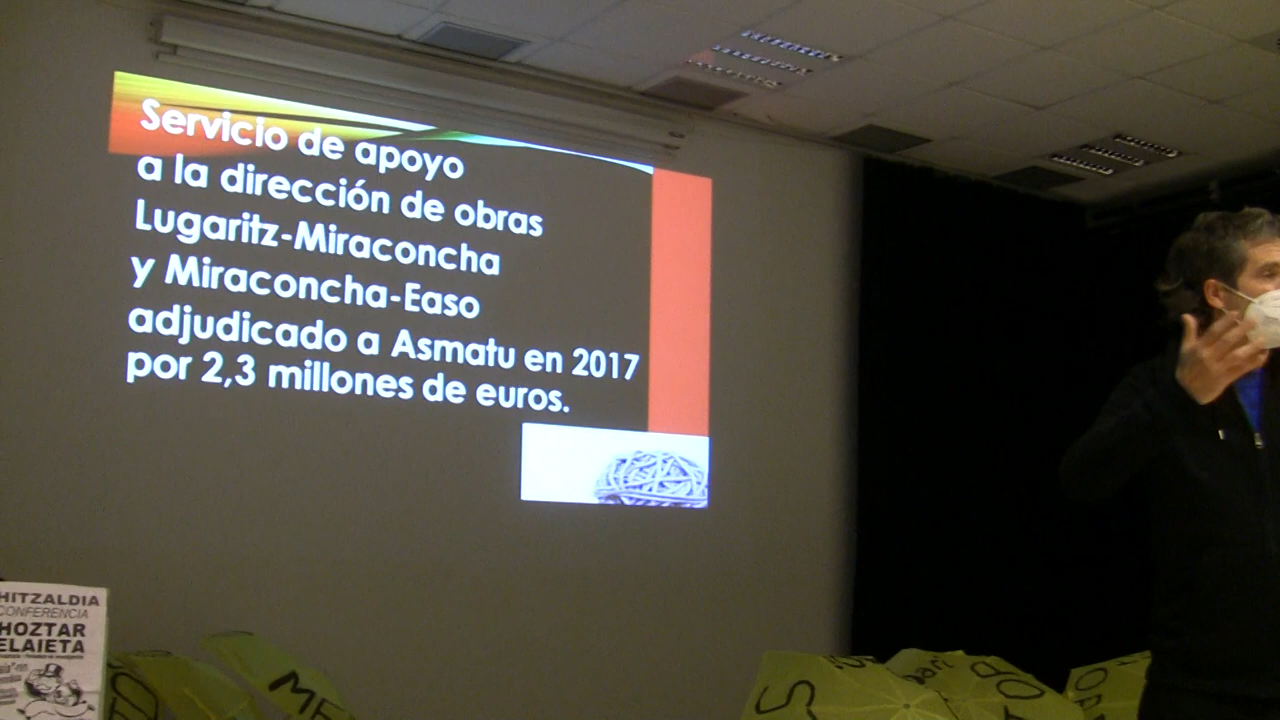 Servicio de apoyo
a la dirección de obras
Lugaritz-Miraconcha
y Miraconcha-Easo
adjudicado a Asmatu en 2017
por 2,3 millones de euros.
HITZALDIA
CONFERENCIA
HOZTAR
ELAIETA
ME